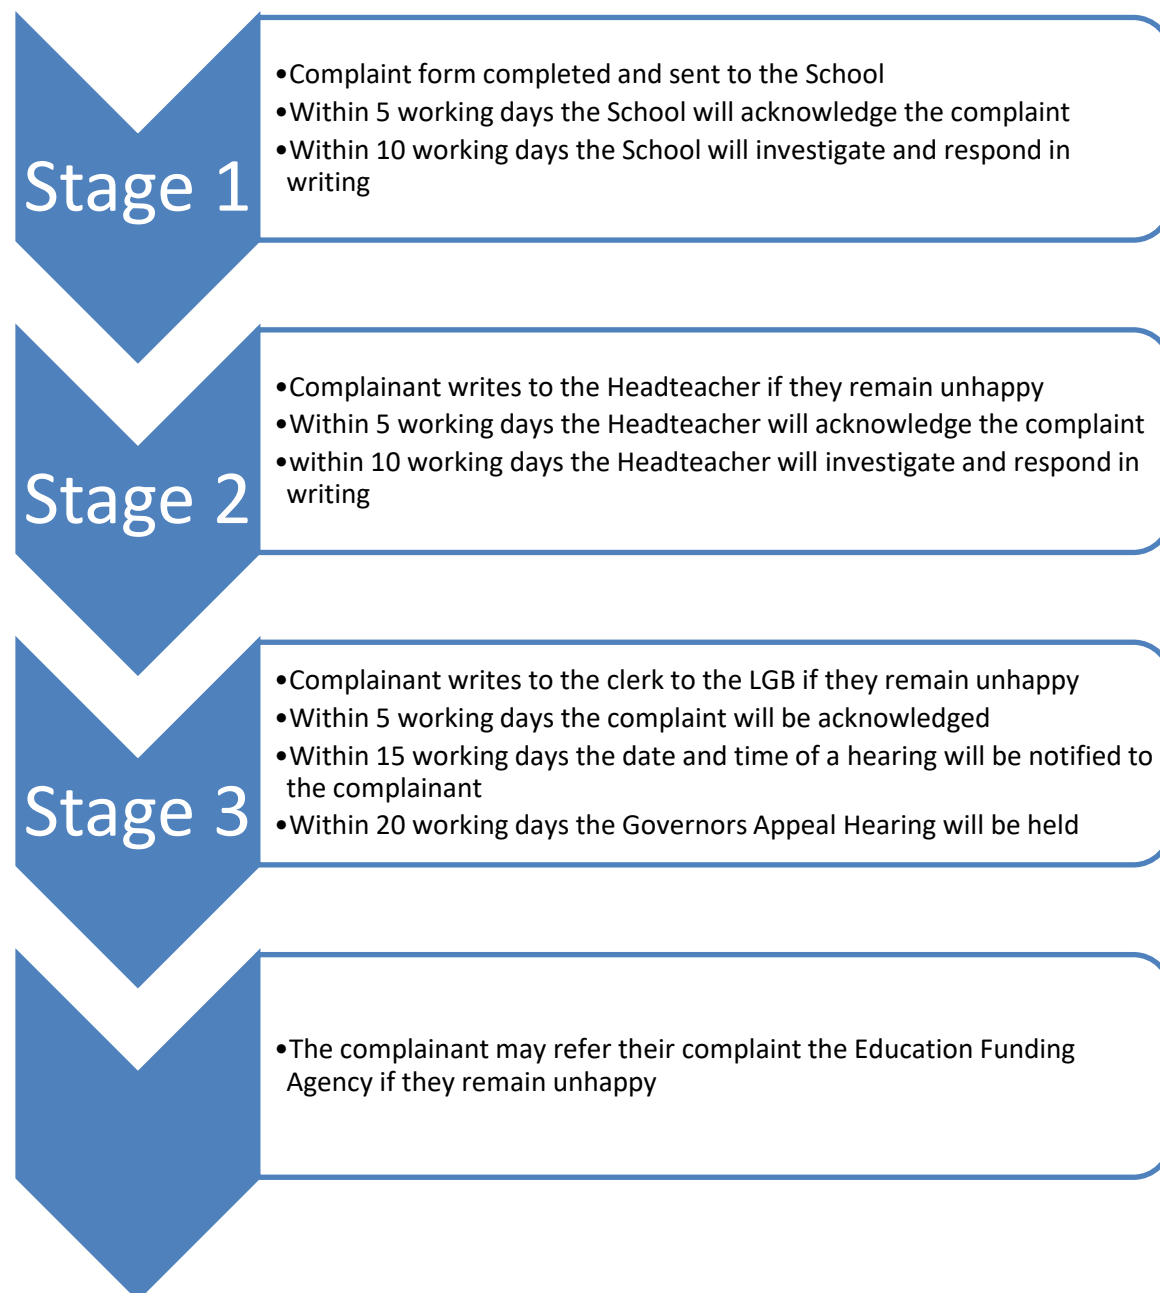 Stage 1
•Complaint form completed and sent to the School
•Within 5 working days the School will acknowledge the complaint
•Within 10 working days the School will investigate and respond in
writing
Stage 2
•Complainant writes to the Headteacher if they remain unhappy
•Within 5 working days the Headteacher will acknowledge the complaint
•within 10 working days the Headteacher will investigate and respond in
writing
Stage 3
•Complainant writes to the clerk to the LGB if they remain unhappy
•Within 5 working days the complaint will be acknowledged
•Within 15 working days the date and time of a hearing will be notified to
the complainant
•Within 20 working days the Governors Appeal Hearing will be held
•The complainant may refer their complaint the Education Funding
Agency if they remain unhappy